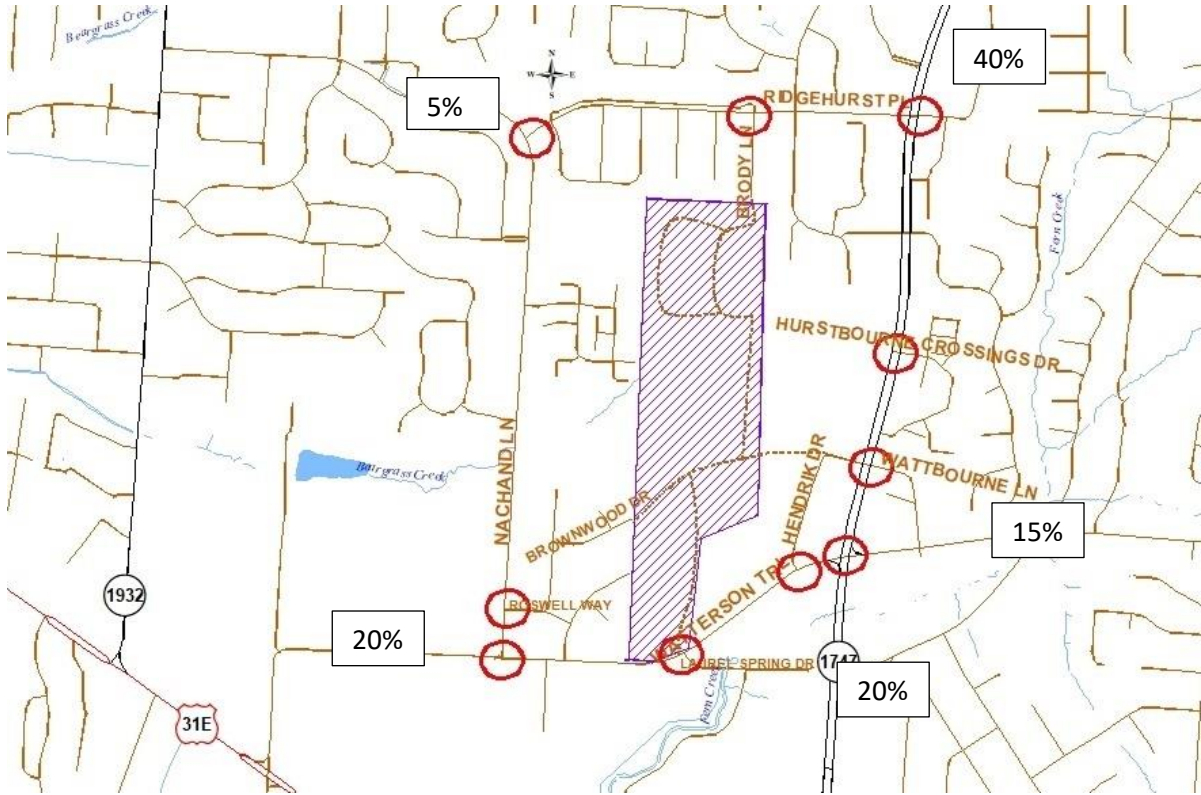 Beargrass Creek
N
W E
S
40%
5%
RIDGEHURST PL
BRODY LN
Fern Creek
HURSTBOURNE CROSSINGS DR
NACHAND LN
HENDRIK DR
WATTBOURNE LN
Beargrass Creek
BROWNWOOD DR
15%
1932
ROSWELL WAY
WATTERSON TRL
20%
LAUREL SPRING DR
1747
20%
Fern Creek
31E